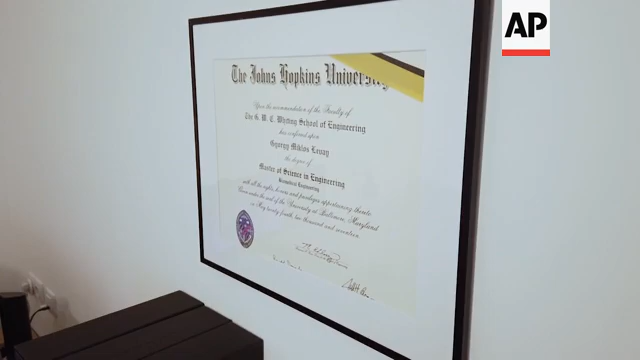 AP
The Johns Hopkins University
Upon the recommendation of the Faculty of
The G. W. C. Whiting School of Engineering
has conferred upon
Gyorgy Miklos Levay
the degree of
Master of Science in Engineering
Biomedical Engineering
with all the rights, honors and privileges appertaining thereto
Given under the seal of the University at Baltimore, Maryland
in May twenty fourth, two thousand and seventeen.